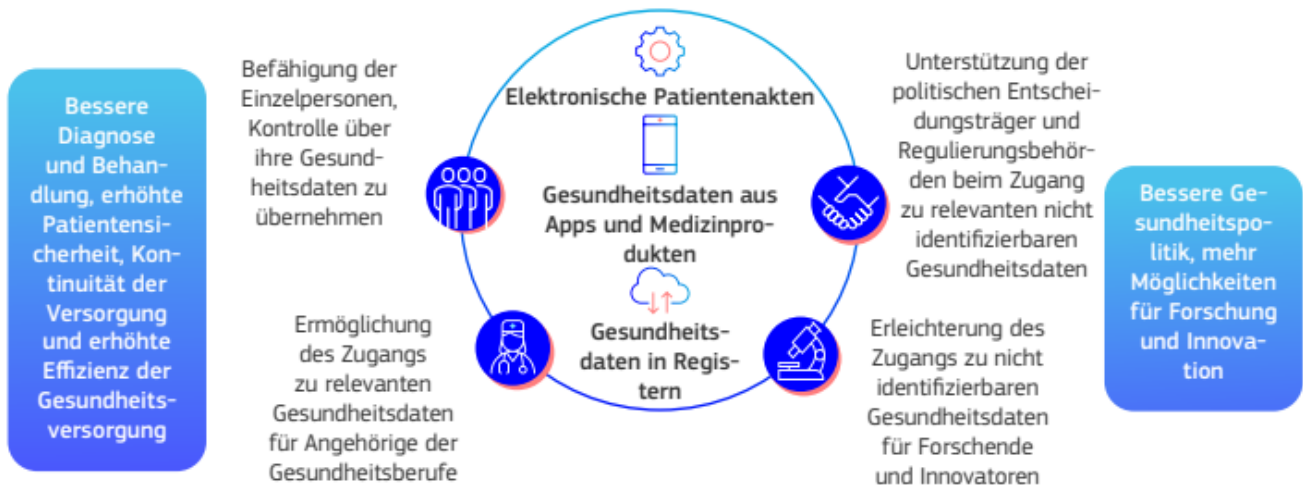 Bessere
Diagnose
und Behan-
dlung, erhöhte
Patientensi-
cherheit, Kon-
tinuität der
Versorgung
und erhöhte
Effizienz der
Gesundheits-
versorgung
Befähigung der
Einzelpersonen,
Kontrolle über
ihre Gesund-
heitsdaten zu
übernehmen
Ermöglichung
des Zugangs
zu relevanten
Gesundheitsdaten
für Angehörige der
Gesundheitsberufe
Elektronische Patientenakten
Gesundheitsdaten aus
Apps und Medizinpro-
dukten
Gesundheits-
daten in Regis-
tern
Unterstützung der
politischen Entschei-
dungsträger und
Regulierungsbehör-
den beim Zugang
zu relevanten nicht
identifizierbaren
Gesundheitsdaten
Erleichterung des
Zugangs zu nicht
identifizierbaren
Gesundheitsdaten
für Forschende
und Innovatoren
Bessere Ge-
sundheitspo-
litik, mehr
Möglichkeiten
für Forschung
und Innova-
tion